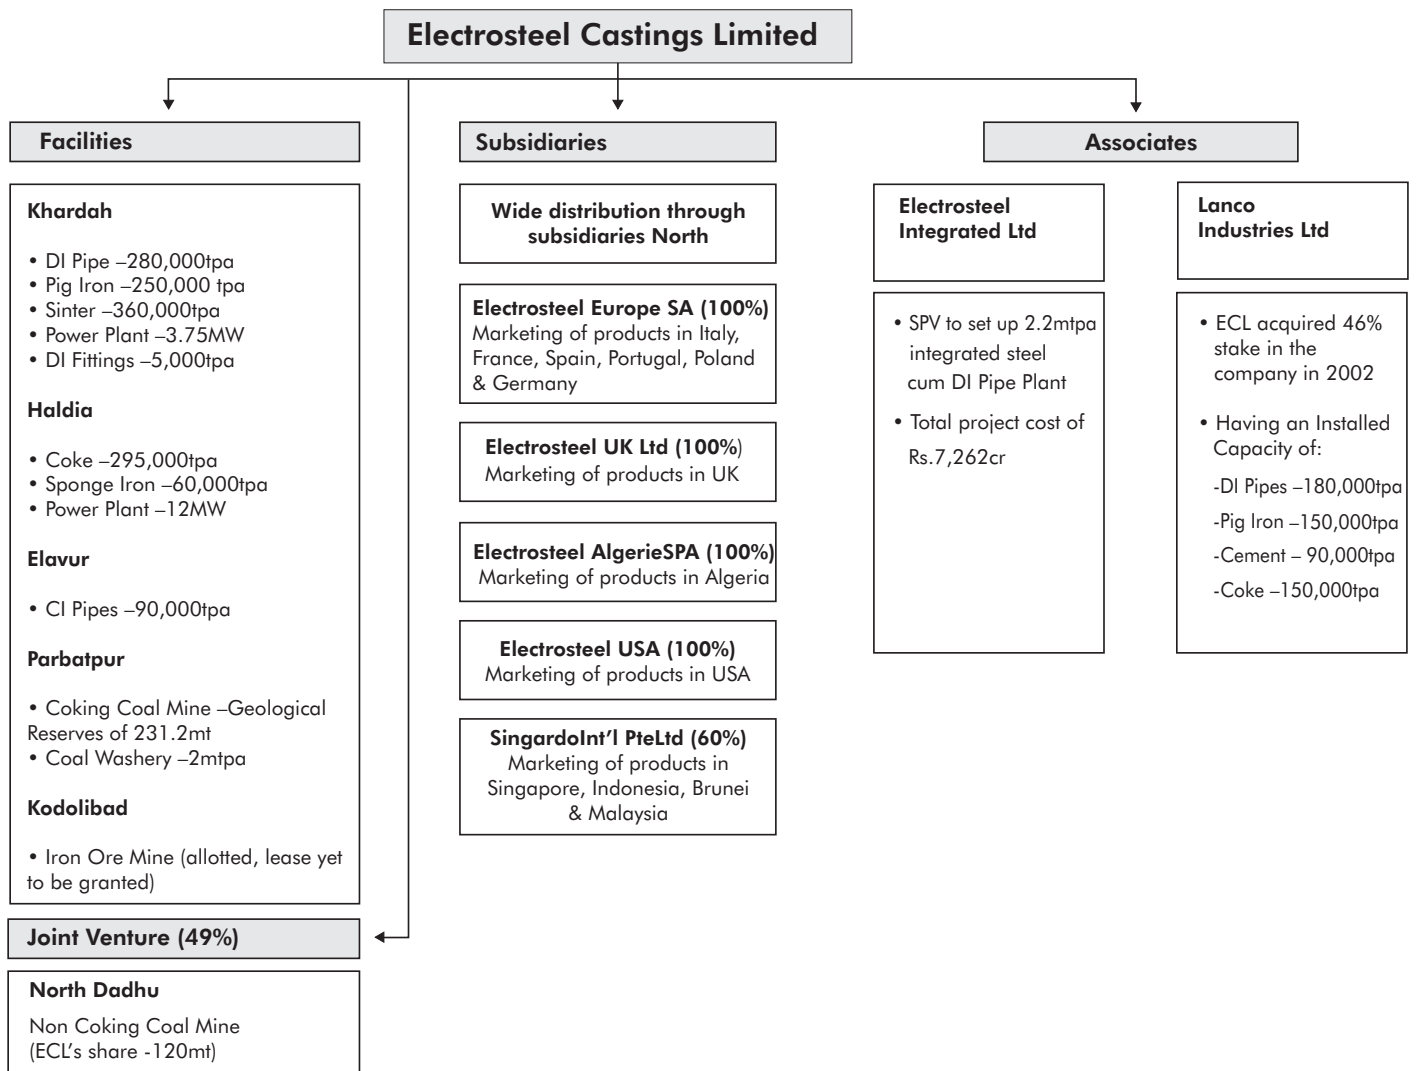 Electrosteel Castings Limited
Facilities
Khardah
• DI Pipe –280,000tpa
• Pig Iron –250,000 tpa
• Sinter –360,000tpa
• Power Plant –3.75MW
• DI Fittings –5,000tpa
Haldia
• Coke –295,000tpa
• Sponge Iron –60,000tpa
• Power Plant –12MW
Elavur
• CI Pipes –90,000tpa
Parbatpur
• Coking Coal Mine –Geological
Reserves of 231.2mt
• Coal Washery –2mtpa
Kodolibad
• Iron Ore Mine (allotted, lease yet
to be granted)
Joint Venture (49%)
North Dadhu
Non Coking Coal Mine
(ECL's share -120mt)
Subsidiaries
Wide distribution through
subsidiaries North
Electrosteel Europe SA (100%)
Marketing of products in Italy,
France, Spain, Portugal, Poland
& Germany
Electrosteel UK Ltd (100%)
Marketing of products in UK
Electrosteel AlgerieSPA (100%)
Marketing of products in Algeria
Electrosteel USA (100%)
Marketing of products in USA
SingardoInt'l PteLtd (60%)
Marketing of products in
Singapore, Indonesia, Brunei
& Malaysia
Associates
Electrosteel
Integrated Ltd
• SPV to set up 2.2mtpa
integrated steel
cum DI Pipe Plant
• Total project cost of
Rs.7,262cr
Lanco
Industries Ltd
• ECL acquired 46%
stake in the
company in 2002
• Having an Installed
Capacity of:
-DI Pipes –180,000tpa
-Pig Iron –150,000tpa
-Cement – 90,000tpa
-Coke –150,000tpa